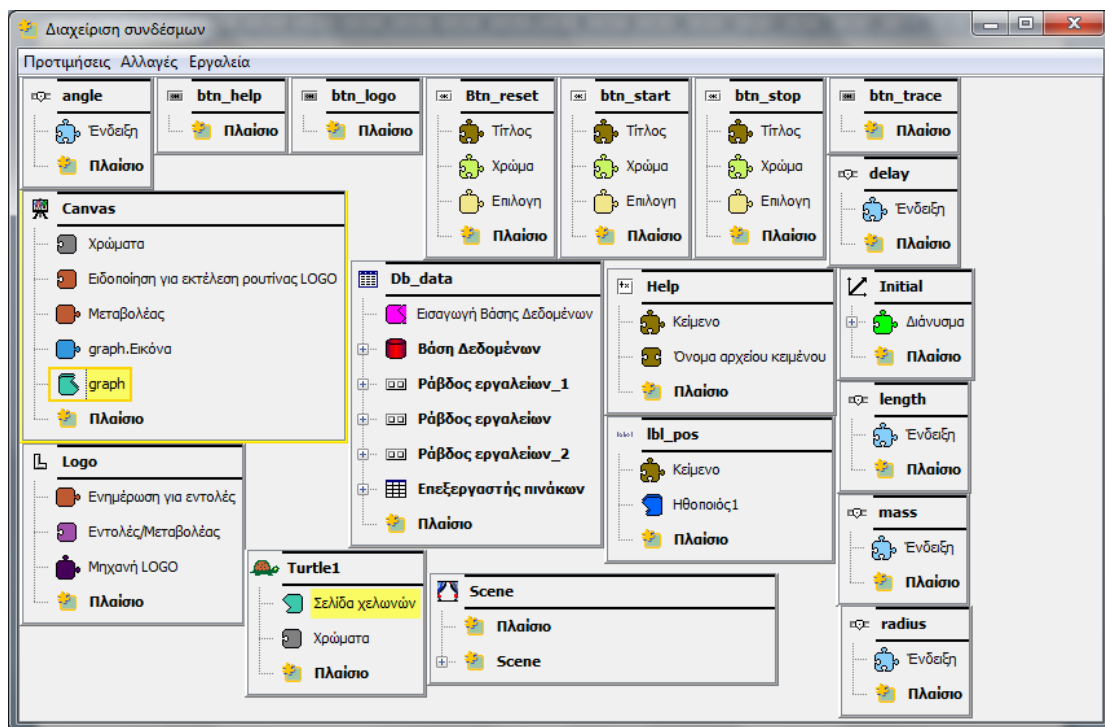 Διαχείριση συνδέσμων
Προτιμήσεις Αλλαγές Εργαλεία
angle
Ένδειξη
Πλαίσιο
btn_help
Πλαίσιο
btn_logo
Πλαίσιο
Btn_reset
Τίτλος
Χρώμα
Επιλογη
Πλαίσιο
btn_start
Τίτλος
Χρώμα
Επιλογη
Πλαίσιο
btn_stop
Τίτλος
Χρώμα
Επιλογη
Πλαίσιο
btn_trace
Πλαίσιο
delay
Ένδειξη
Πλαίσιο
Canvas
Χρώματα
Ειδοποίηση για εκτέλεση ρουτίνας LOGO
Μεταβολέας
graph.Εικόνα
graph
Πλαίσιο
Db_data
Εισαγωγή Βάσης Δεδομένων
Βάση Δεδομένων
Ράβδος εργαλείων_1
Ράβδος εργαλείων
Ράβδος εργαλείων_2
Επεξεργαστής πινάκων
Πλαίσιο
Help
Κείμενο
Όνομα αρχείου κειμένου
Πλαίσιο
Initial
Διάνυσμα
Πλαίσιο
length
Ένδειξη
Πλαίσιο
label lbl_pos
Κείμενο
Ηθοποιός1
Πλαίσιο
Logo
Ενημέρωση για εντολές
Εντολές/Μεταβολέας
Μηχανή LOGO
Πλαίσιο
mass
Ένδειξη
Πλαίσιο
Turtle1
Σελίδα χελωνών
Χρώματα
Πλαίσιο
Scene
Πλαίσιο
Scene
radius
Ένδειξη
Πλαίσιο